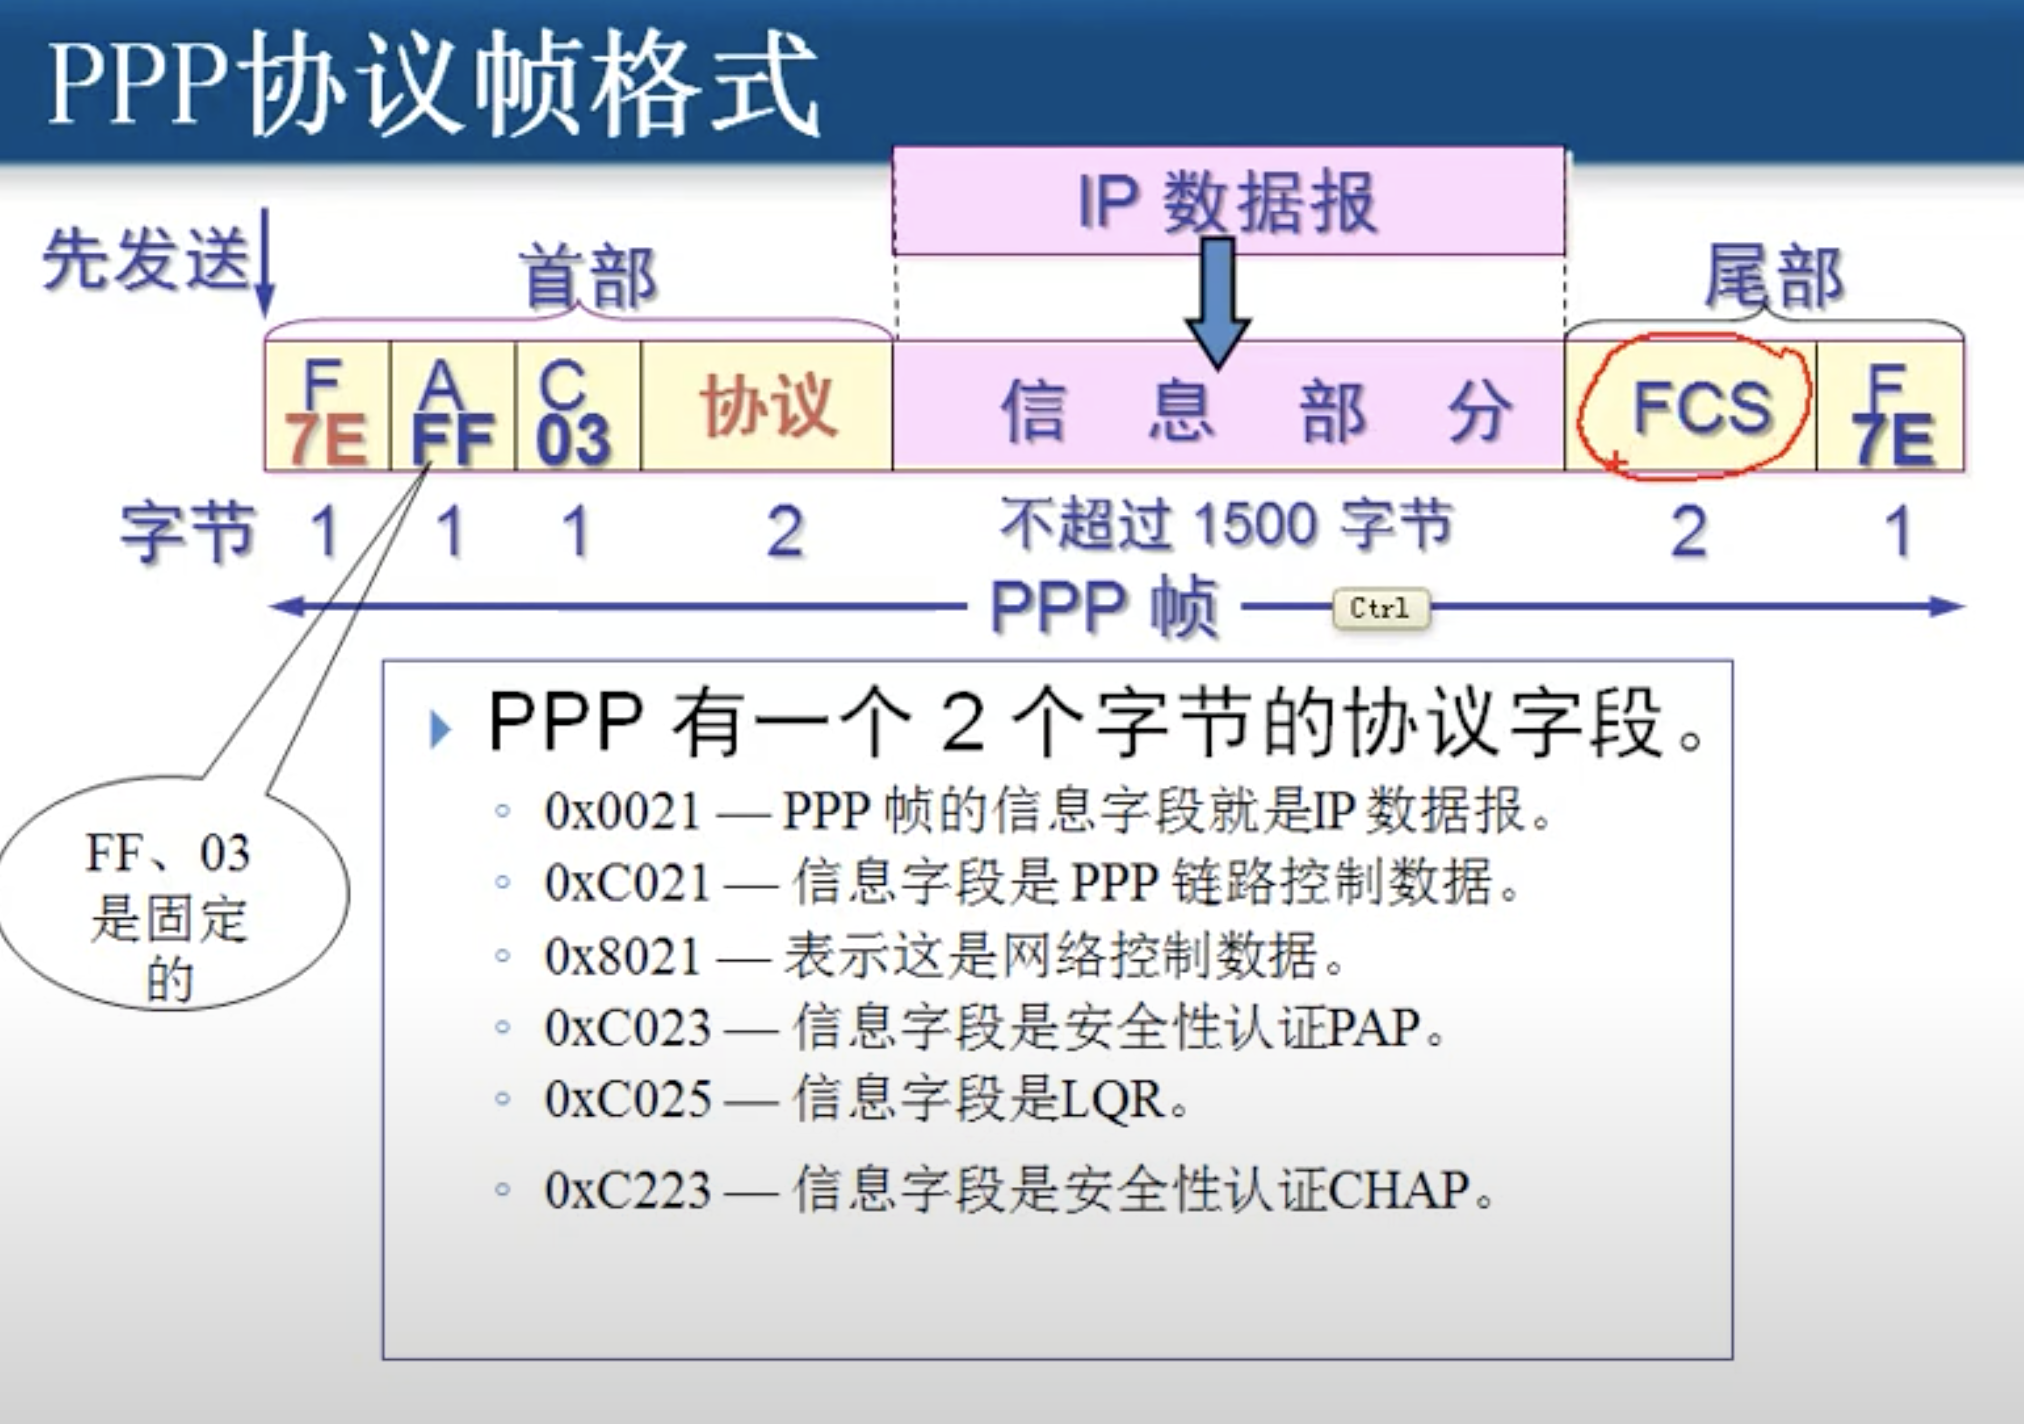 PPP协议帧格式
IP 数据报
先发送
首部
尾部
F
7E
A
FF
C
03
协议
信 息 部 分
FCS
F
7E
字节 1 1 1 2 不超过 1500 字节 2 1
PPP 帧
Ctrl
PPP 有一个 2 个字节的协议字段。
0x0021 — PPP 帧的信息字段就是IP 数据报。
0xC021 — 信息字段是 PPP 链路控制数据。
0x8021 — 表示这是网络控制数据。
0xC023 — 信息字段是安全性认证PAP。
0xC025 — 信息字段是LQR。
0xC223 — 信息字段是安全性认证CHAP。
FF、03
是固定
的